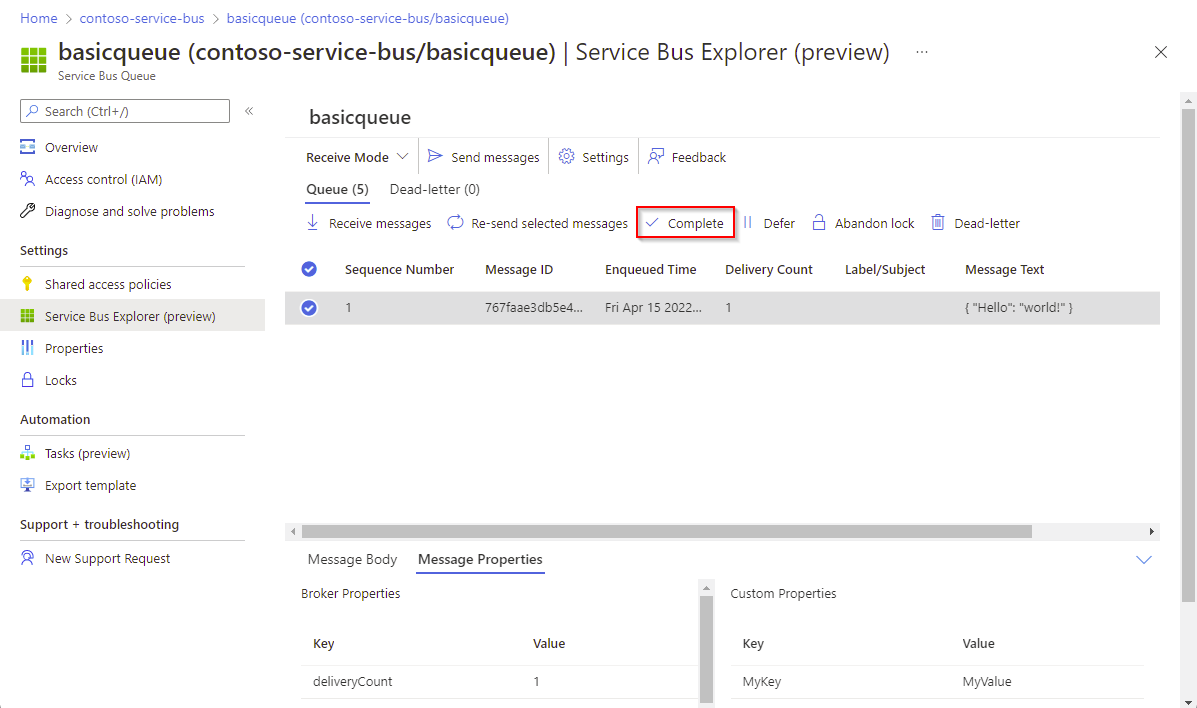 Home > contoso-service-bus > basicqueue (contoso-service-bus/basicqueue)
basicqueue (contoso-service-bus/basicqueue) | Service Bus Explorer (preview) ...
Service Bus Queue
Search (Ctrl+/) «
Overview
Access control (IAM)
Diagnose and solve problems
Settings
Shared access policies
Service Bus Explorer (preview)
Properties
Locks
Automation
Tasks (preview)
Export template
Support + troubleshooting
New Support Request
basicqueue
Receive Mode Send messages Settings Feedback
Queue (5) Dead-letter (0)
Receive messages Re-send selected messages Complete Defer Abandon lock Dead-letter
Sequence Number Message ID Enqueued Time Delivery Count Label/Subject Message Text
1 767faae3db5e4... Fri Apr 15 2022... 1 { "Hello": "world!" }
Message Body Message Properties
Broker Properties
Key Value
deliveryCount 1
Custom Properties
Key Value
MyKey MyValue